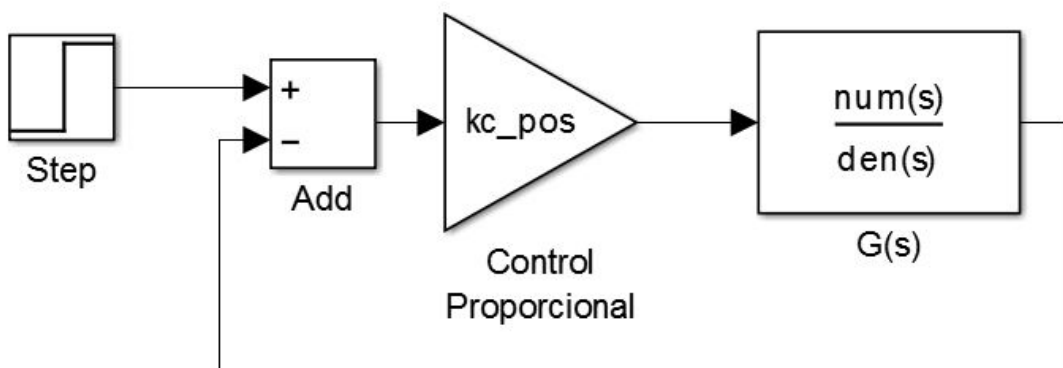 Step
+
−
Add
kc_pos
Control
Proporcional
num(s)
den(s)
G(s)